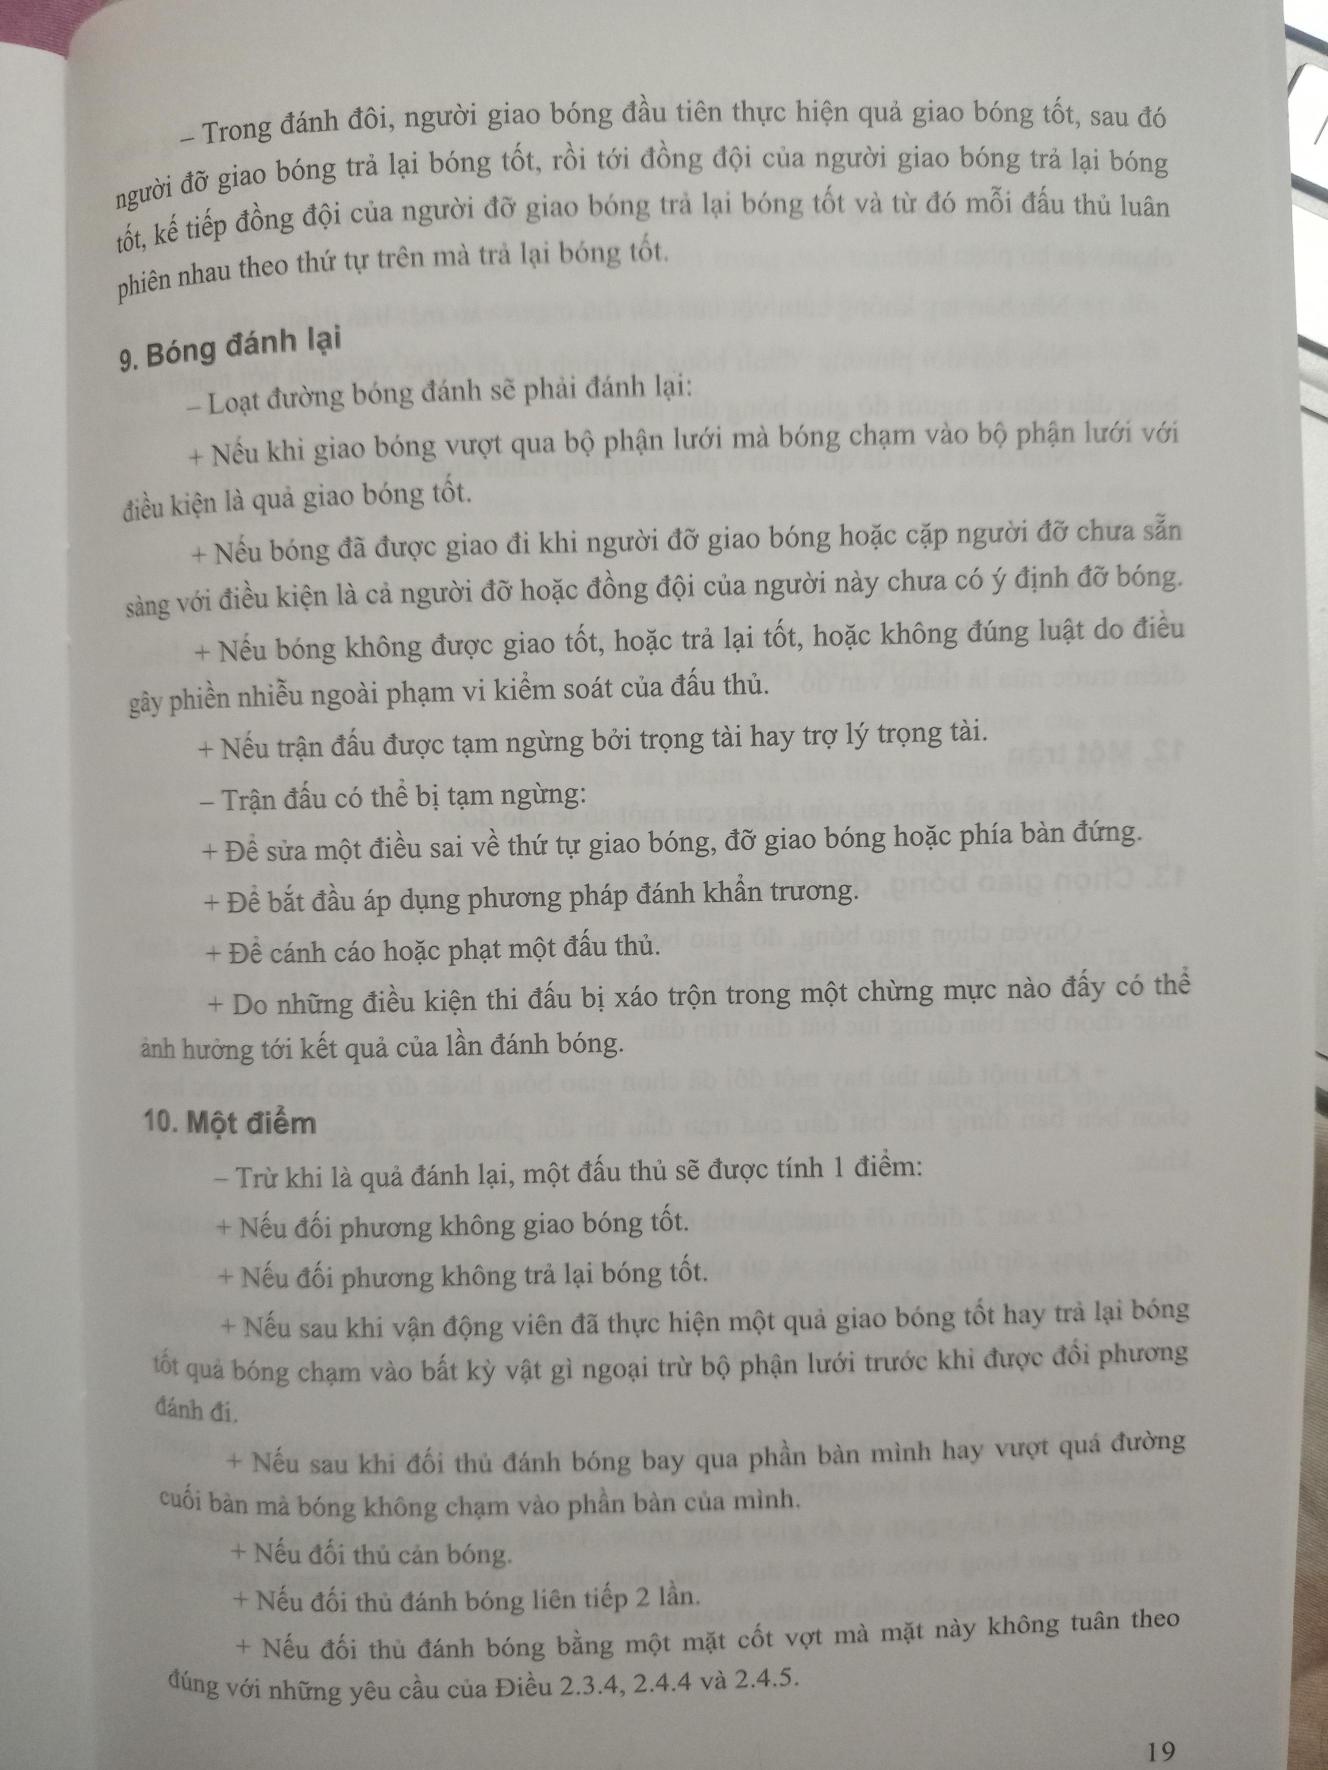 – Trong đánh đôi, người giao bóng đầu tiên thực hiện quả giao bóng tốt, sau đó
người đỡ giao bóng trả lại bóng tốt, rồi tới đồng đội của người giao bóng trả lại bóng
tốt, kế tiếp đồng đội của người đỡ giao bóng trả lại bóng tốt và từ đó mỗi đấu thủ luân
phiên nhau theo thứ tự trên mà trả lại bóng tốt.
9. Bóng đánh lại
– Loạt đường bóng đánh sẽ phải đánh lại:
+ Nếu khi giao bóng vượt qua bộ phận lưới mà bóng chạm vào bộ phận lưới với
điều kiện là quả giao bóng tốt.
+ Nếu bóng đã được giao đi khi người đỡ giao bóng hoặc cặp người đỡ chưa sẵn
sàng với điều kiện là cả người đỡ hoặc đồng đội của người này chưa có ý định đỡ bóng.
+ Nếu bóng không được giao tốt, hoặc trả lại tốt, hoặc không đúng luật do điều
gây phiền nhiễu ngoài phạm vi kiểm soát của đấu thủ.
+ Nếu trận đấu được tạm ngừng bởi trọng tài hay trợ lý trọng tài.
– Trận đấu có thể bị tạm ngừng:
+ Để sửa một điều sai về thứ tự giao bóng, đỡ giao bóng hoặc phía bàn đứng.
+ Để bắt đầu áp dụng phương pháp đánh khẩn trương.
+ Để cánh cáo hoặc phạt một đấu thủ.
+ Do những điều kiện thi đấu bị xáo trộn trong một chừng mực nào đấy có thể
ảnh hưởng tới kết quả của lần đánh bóng.
10. Một điểm
– Trừ khi là quả đánh lại, một đấu thủ sẽ được tính 1 điểm:
+ Nếu đối phương không giao bóng tốt.
+ Nếu đối phương không trả lại bóng tốt.
+ Nếu sau khi vận động viên đã thực hiện một quả giao bóng tốt hay trả lại bóng
tốt quả bóng chạm vào bất kỳ vật gì ngoại trừ bộ phận lưới trước khi được đối phương
đánh đi.
+ Nếu sau khi đối thủ đánh bóng bay qua phần bàn mình hay vượt quá đường
cuối bàn mà bóng không chạm vào phần bàn của mình.
+ Nếu đối thủ cản bóng.
+ Nếu đối thủ đánh bóng liên tiếp 2 lần.
+ Nếu đối thủ đánh bóng bằng một mặt cốt vợt mà mặt này không tuân theo
đúng với những yêu cầu của Điều 2.3.4, 2.4.4 và 2.4.5.
19